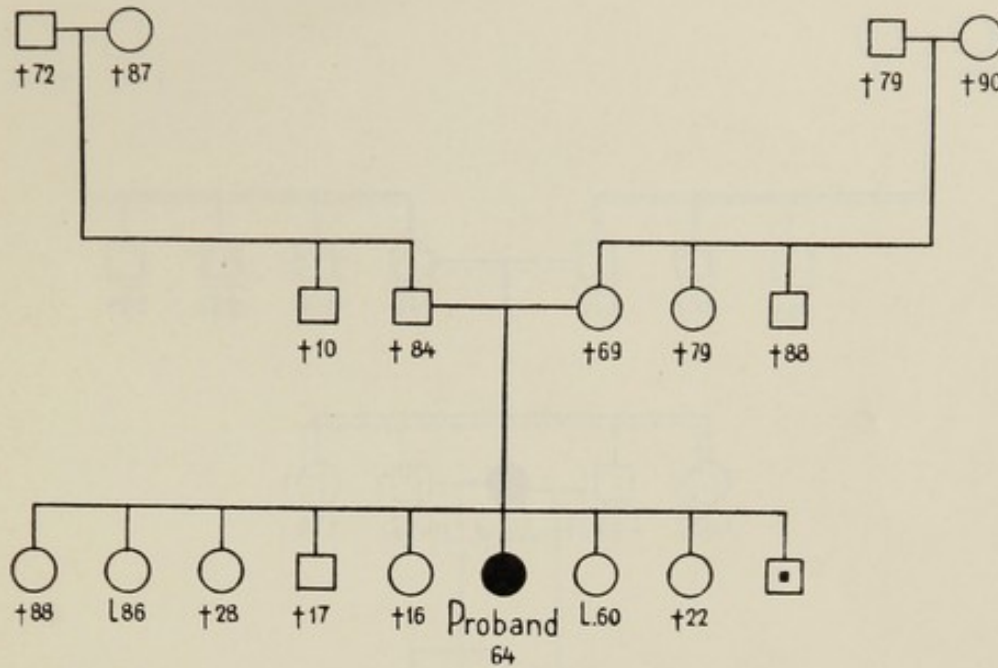 †72 †87 †79 †90
†10 †84 †69 †79 †88
†88 L86 †28 †17 †16 Proband L.60 †22
64